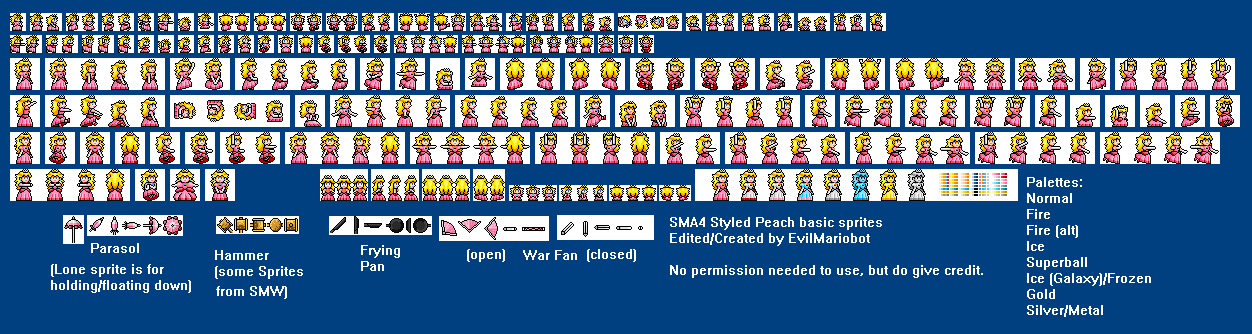 Palettes:
Normal
Fire
Fire (alt)
Ice
Superball
Ice (Galaxy)/Frozen
Gold
Silver/Metal
Parasol
(Lone sprite is for
holding/floating down)
Hammer
(some Sprites
from SMW)
Frying
Pan
(open) War Fan (closed)
SMA4 Styled Peach basic sprites
Edited/Created by EvilMariobot
No permission needed to use, but do give credit.